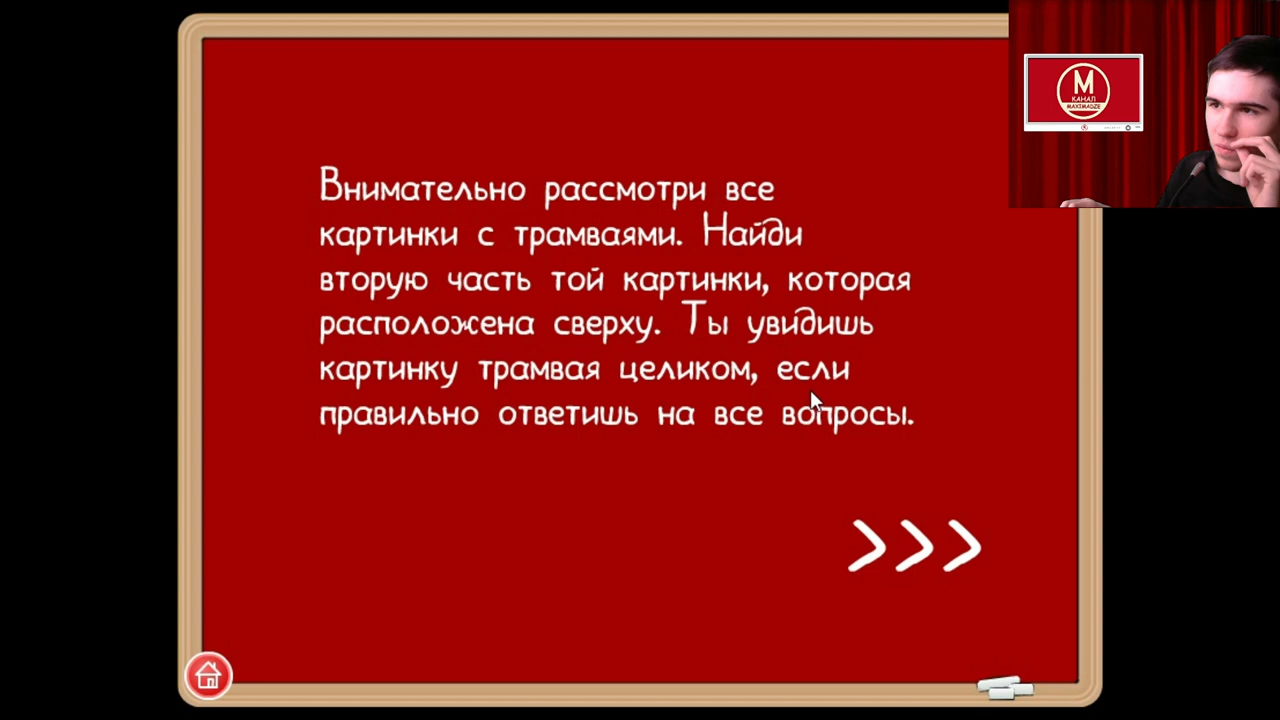 Внимательно рассмотри все
картинки с трамваями. Найди
вторую часть той картинки, которая
расположена сверху. Ты увидишь
картинку трамвая целиком, если
правильно ответишь на все вопросы.
>>>
М
КАНАЛ
MAXIMADZE